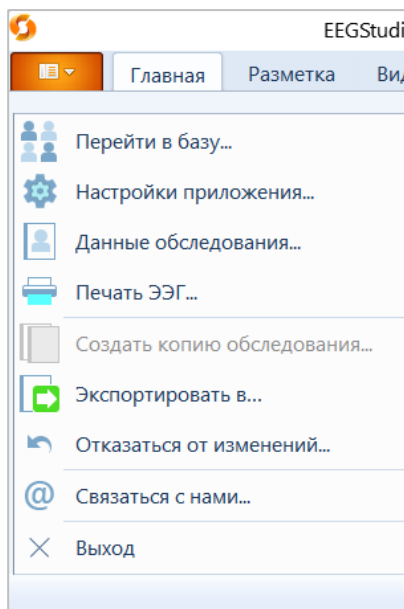 EEGStudi
Главная Разметка Вид
Перейти в базу...
Настройки приложения...
Данные обследования...
Печать ЭЭГ...
Создать копию обследования...
Экспортировать в...
Отказаться от изменений...
Связаться с нами...
Выход